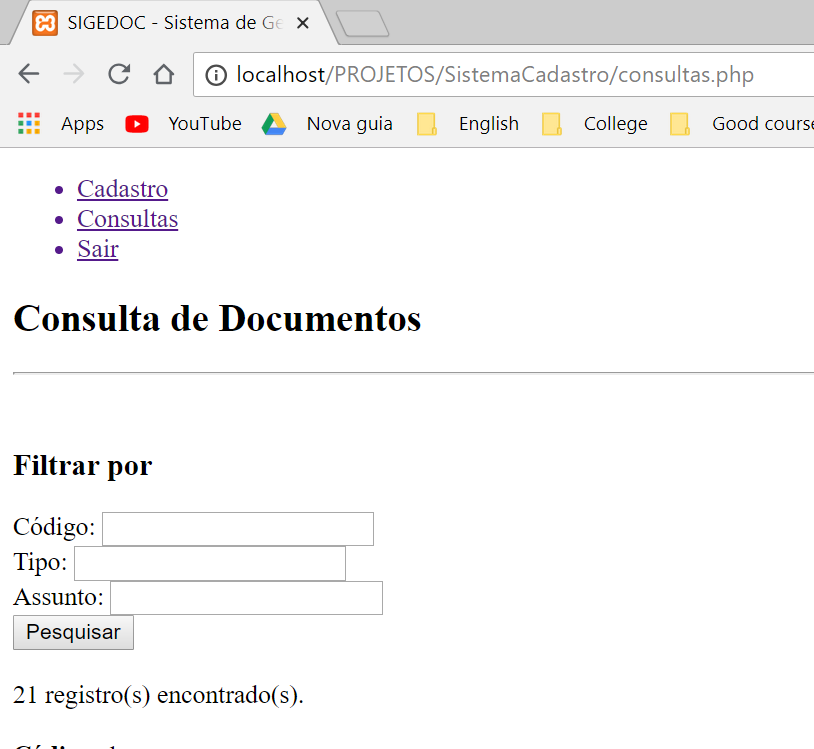 SIGEDOC - Sistema de Ge
localhost/PROJETOS/SistemaCadastro/consultas.php
Apps YouTube Nova guia English College Good course
Cadastro
Consultas
Sair
Consulta de Documentos
Filtrar por
Código:
Tipo:
Assunto:
Pesquisar
21 registro(s) encontrado(s).